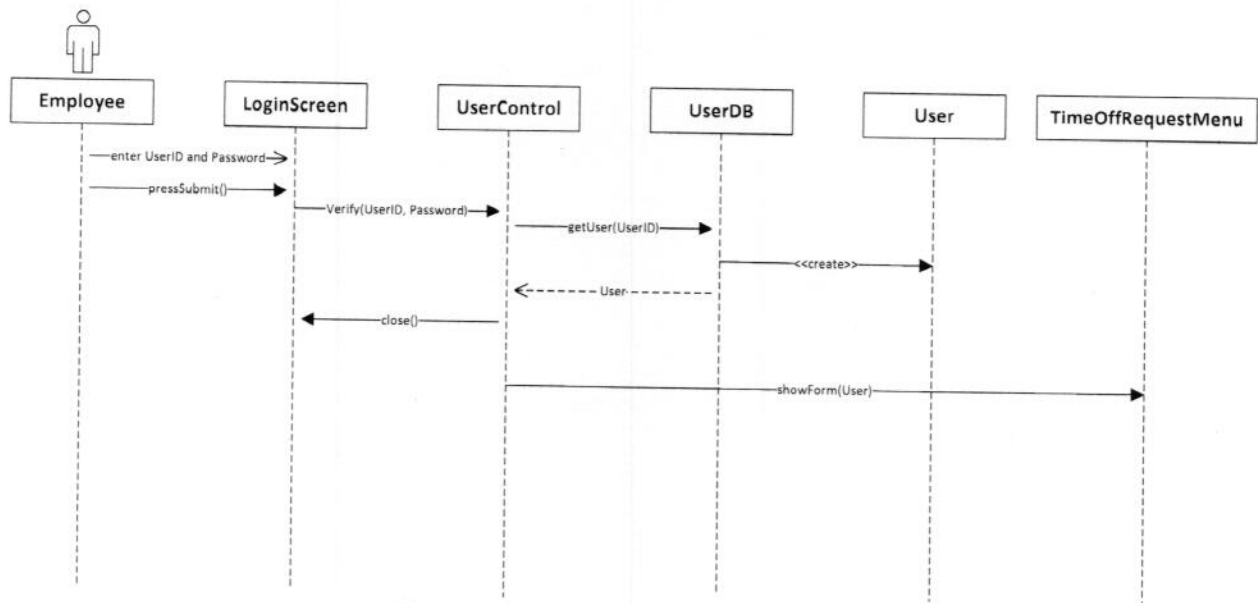 Employee
LoginScreen
UserControl
UserDB
User
TimeOffRequestMenu
enter UserID and Password
pressSubmit()
Verify(UserID, Password)
getUser(UserID)
<<create>>
User
close()
showForm(User)